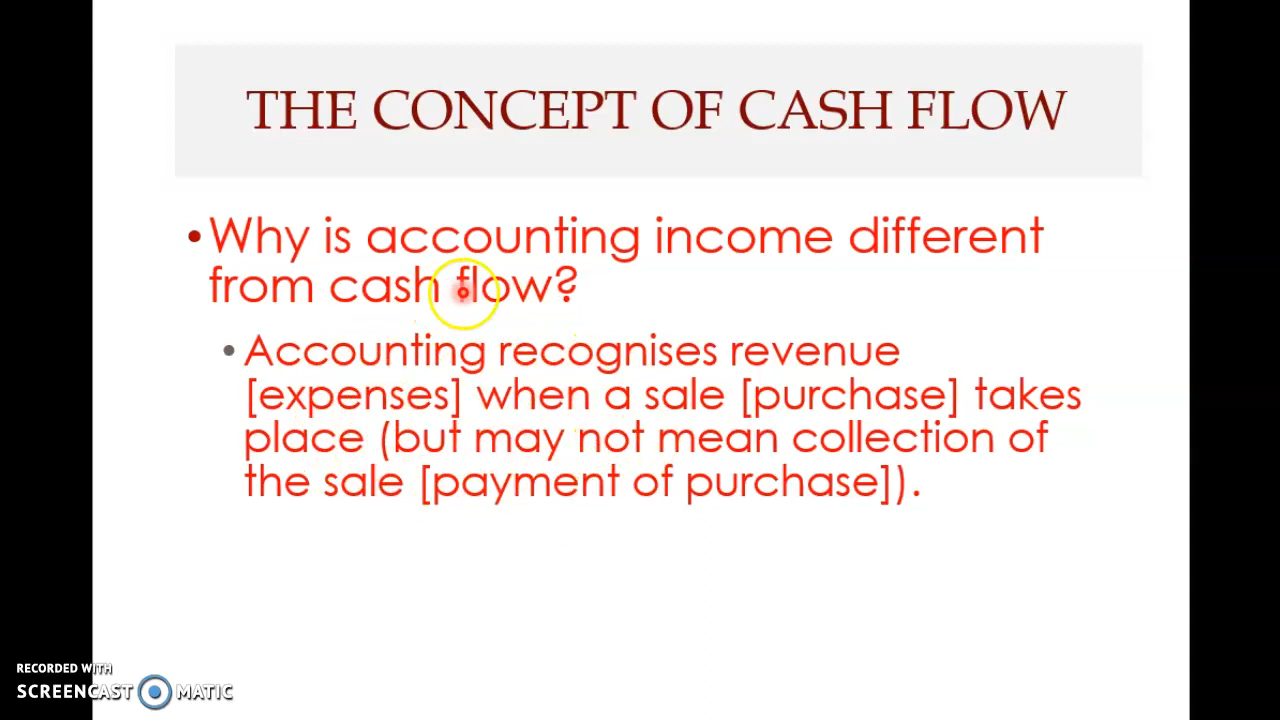 THE CONCEPT OF CASH FLOW
•Why is accounting income different
from cash flow?
•Accounting recognises revenue
[expenses] when a sale [purchase] takes
place (but may not mean collection of
the sale [payment of purchase]).
RECORDED WITH
SCREENCAST MATIC